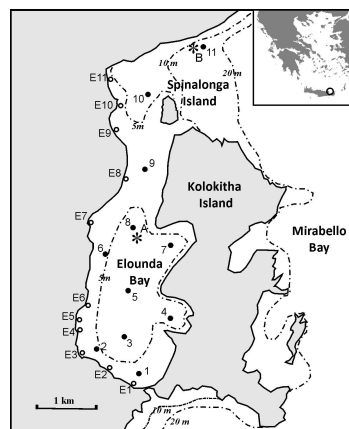 10 m
11
B
20 m
E11
10
Spinalonga
Island
E10
5m
E9
9
E8
Kolokitha
Island
E7
8
A
Mirabello
Bay
6
7
Elounda
Bay
5m
5
E6
4
E5
E4
3
2
E3
E2
1
E1
1 km
10 m
20 m